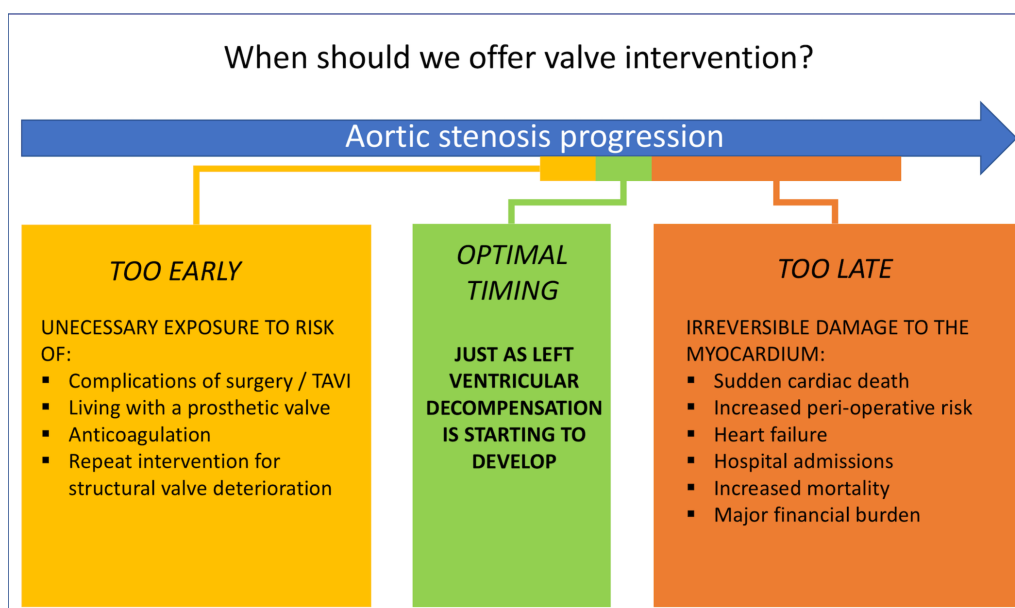 When should we offer valve intervention?
Aortic stenosis progression
TOO EARLY
UNECESSARY EXPOSURE TO RISK
OF:
▪ Complications of surgery / TAVI
▪ Living with a prosthetic valve
▪ Anticoagulation
▪ Repeat intervention for
structural valve deterioration
OPTIMAL
TIMING
JUST AS LEFT
VENTRICULAR
DECOMPENSATION
IS STARTING TO
DEVELOP
TOO LATE
IRREVERSIBLE DAMAGE TO THE
MYOCARDIUM:
▪ Sudden cardiac death
▪ Increased peri-operative risk
▪ Heart failure
▪ Hospital admissions
▪ Increased mortality
▪ Major financial burden